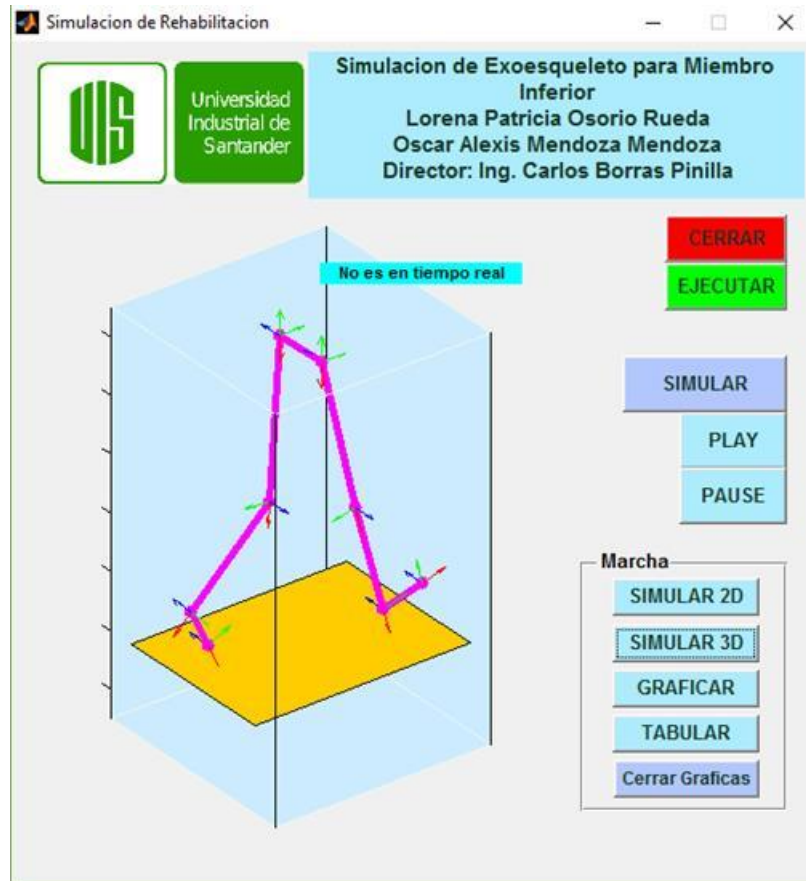 Simulacion de Rehabilitacion
UIS
Universidad
Industrial de
Santander
Simulacion de Exoesqueleto para Miembro
Inferior
Lorena Patricia Osorio Rueda
Oscar Alexis Mendoza Mendoza
Director: Ing. Carlos Borras Pinilla
CERRAR
No es en tiempo real
EJECUTAR
SIMULAR
PLAY
PAUSE
Marcha
SIMULAR 2D
SIMULAR 3D
GRAFICAR
TABULAR
Cerrar Graficas